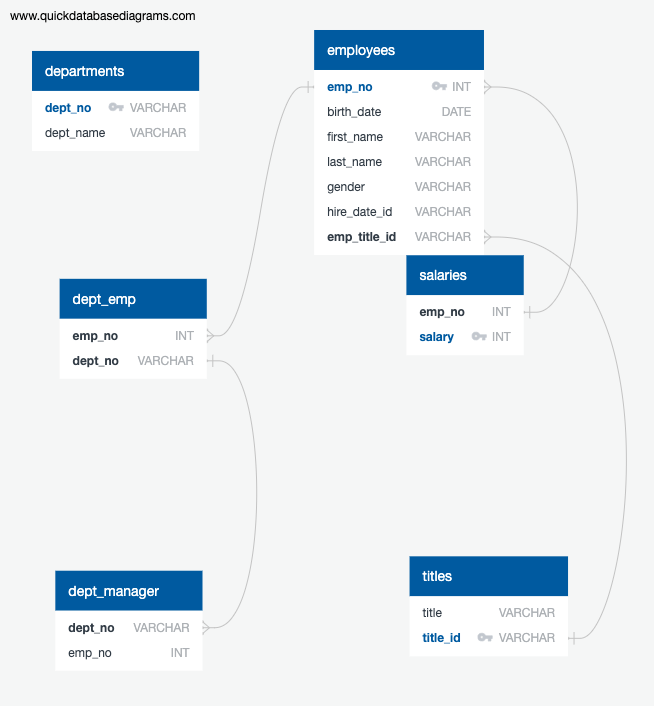 www.quickdatabasediagrams.com
departments
dept_no VARCHAR
dept_name VARCHAR
employees
emp_no INT
birth_date DATE
first_name VARCHAR
last_name VARCHAR
gender VARCHAR
hire_date_id VARCHAR
emp_title_id VARCHAR
salaries
emp_no INT
salary INT
dept_emp
emp_no INT
dept_no VARCHAR
dept_manager
dept_no VARCHAR
emp_no INT
titles
title VARCHAR
title_id VARCHAR